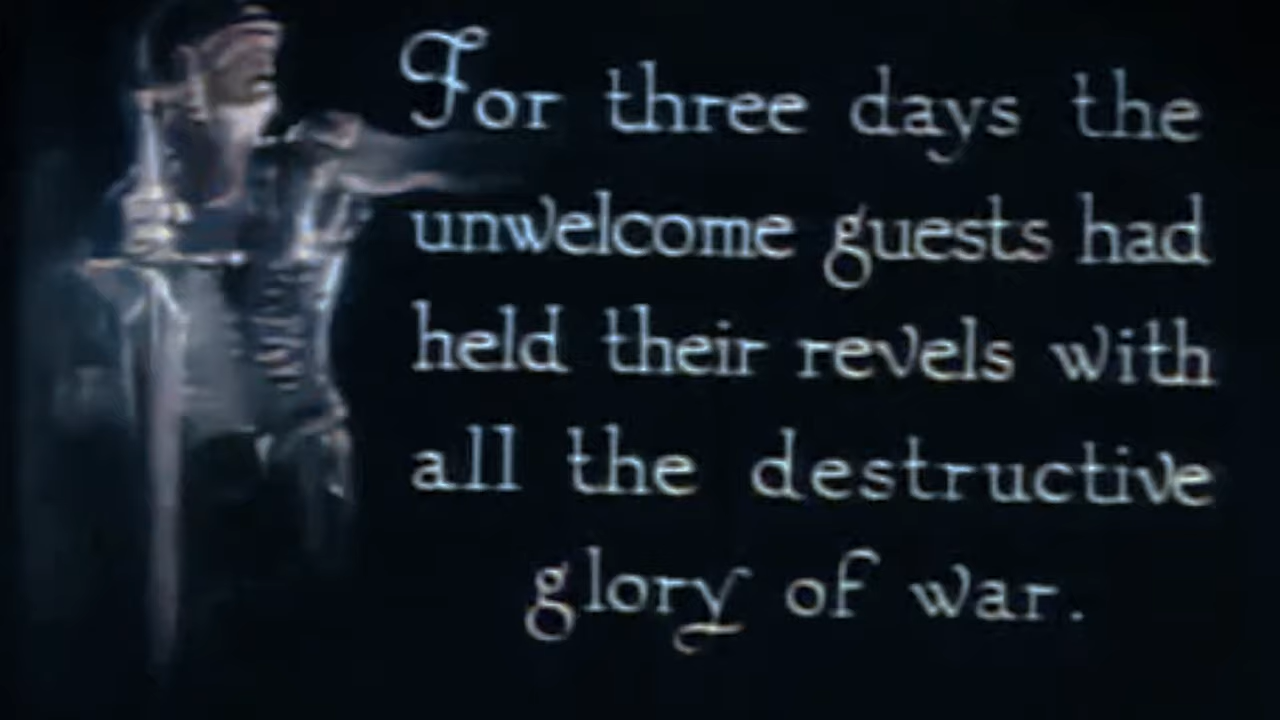 For three days the
unwelcome guests had
held their revels with
all the destructive
glory of war.